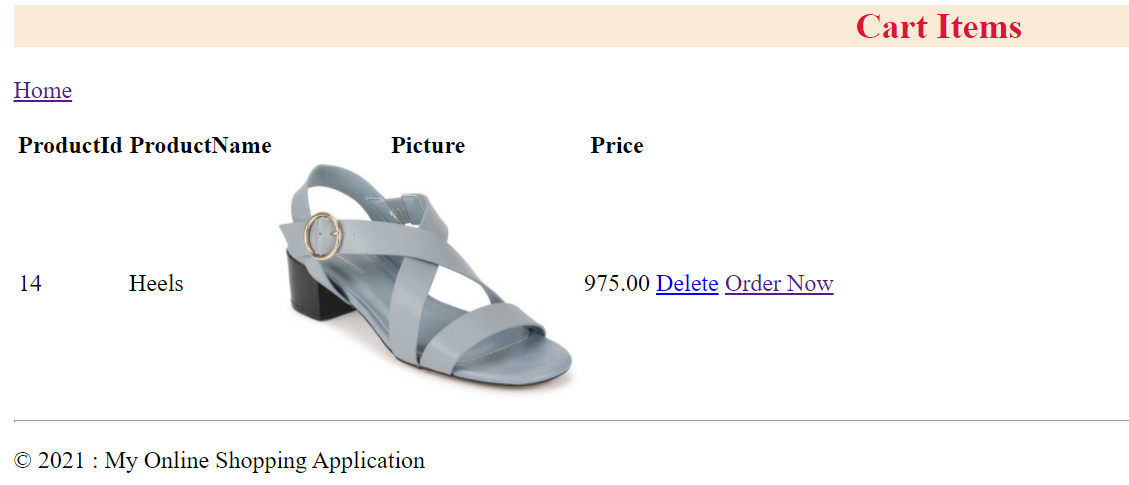 Cart Items
Home
ProductId ProductName Picture Price
14 Heels 975.00 Delete Order Now
© 2021 : My Online Shopping Application